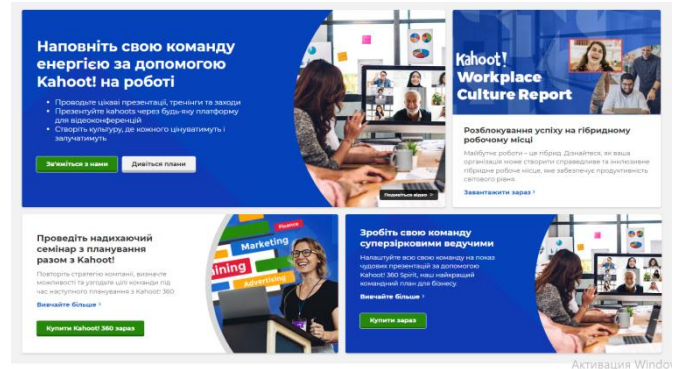 Наповніть свою команду
енергією за допомогою
Kahoot! на роботі
Проводьте цікаві презентації, тренінги та заходи
Презентуйте kahoots через будь-яку платформу
для відеоконференцій
Створіть культуру, де кожного цінуватимуть і
залучатимуть
Зв'яжіться з нами
Дивіться плани
Подивіться відео
Kahoot!
Workplace
Culture Report
Розблокування успіху на гібридному
робочому місці
Майбутнє роботи – це гібрид. Дізнайтеся, як ваша
організація може створити справедливе та інклюзивне
гібридне робоче місце, яке забезпечує продуктивність
світового рівня.
Завантажити зараз ›
Проведіть надихаючий
семінар з планування
разом з Kahoot!
Повторіть стратегію компанії, визначте
можливості та узгодьте цілі команди під
час наступного планування з Kahoot! 360
Вивчайте більше ›
Купити Kahoot! 360 зараз
Finance
Marketing
ining
Advertising
Зробіть свою команду
суперзірковими ведучими
Налаштуйте всю свою команду на показ
чудових презентацій за допомогою
Kahoot! 360 Spirit, наш найкращий
командний план для бізнесу.
Вивчайте більше ›
Купити зараз
Активация Window